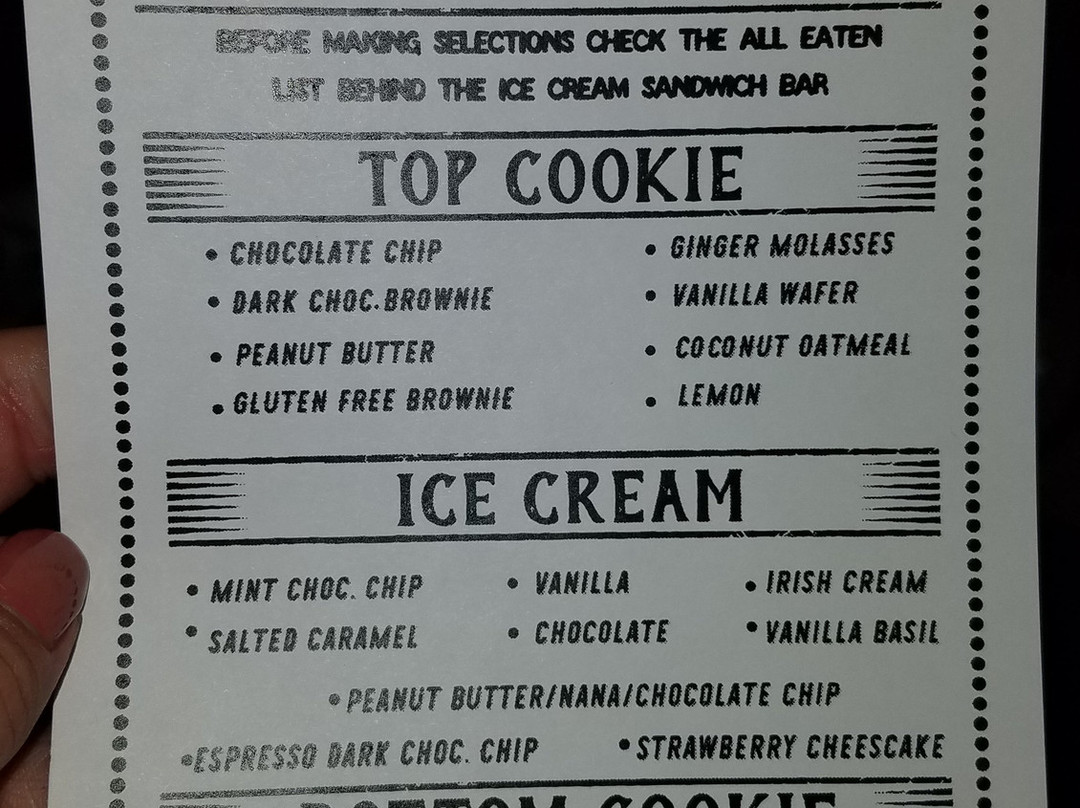 BEFORE MAKING SELECTIONS CHECK THE ALL EATEN
LIST BEHIND THE ICE CREAM SANDWICH BAR
TOP COOKIE
• CHOCOLATE CHIP • GINGER MOLASSES
• DARK CHOC.BROWNIE • VANILLA WAFER
• PEANUT BUTTER • COCONUT OATMEAL
• GLUTEN FREE BROWNIE • LEMON
ICE CREAM
• MINT CHOC. CHIP • VANILLA • IRISH CREAM
• SALTED CARAMEL • CHOCOLATE • VANILLA BASIL
• PEANUT BUTTER/NANA/CHOCOLATE CHIP
• ESPRESSO DARK CHOC. CHIP • STRAWBERRY CHEESCAKE
BOTTOM COOKIE